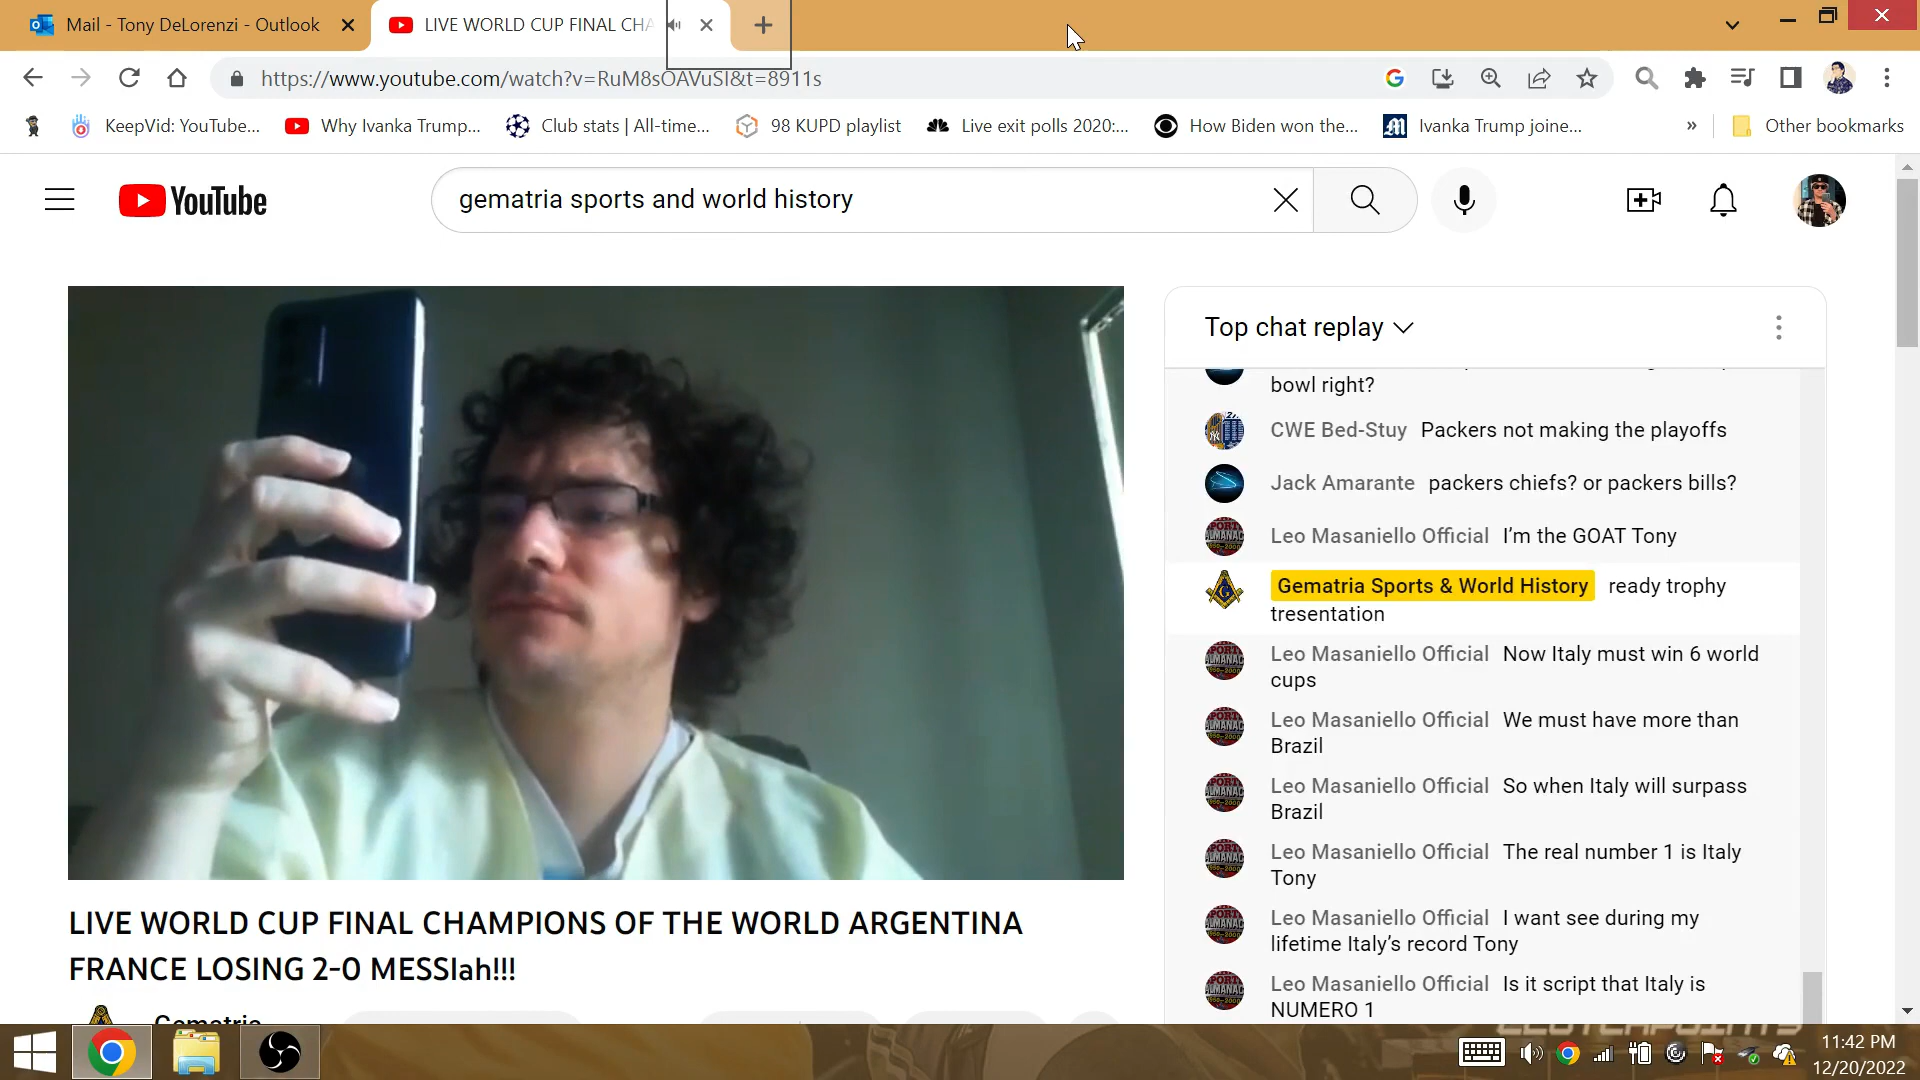 Mail - Tony DeLorenzi - Outlook
LIVE WORLD CUP FINAL CHA
https://www.youtube.com/watch?v=RuM8sOAVuSI&t=8911s
KeepVid: YouTube...
Why Ivanka Trump...
Club stats | All-time...
98 KUPD playlist
Live exit polls 2020:...
How Biden won the...
Ivanka Trump joine...
»
Other bookmarks
YouTube
gematria sports and world history
Top chat replay
bowl right?
CWE Bed-Stuy Packers not making the playoffs
Jack Amarante packers chiefs? or packers bills?
Leo Masaniello Official I'm the GOAT Tony
Gematria Sports & World History ready trophy
tresentation
Leo Masaniello Official Now Italy must win 6 world
cups
Leo Masaniello Official We must have more than
Brazil
Leo Masaniello Official So when Italy will surpass
Brazil
Leo Masaniello Official The real number 1 is Italy
Tony
Leo Masaniello Official I want see during my
lifetime Italy's record Tony
Leo Masaniello Official Is it script that Italy is
NUMERO 1
LIVE WORLD CUP FINAL CHAMPIONS OF THE WORLD ARGENTINA
FRANCE LOSING 2-0 MESSIah!!!
Gematria
CLUTCHPOINTS
11:42 PM
12/20/2022